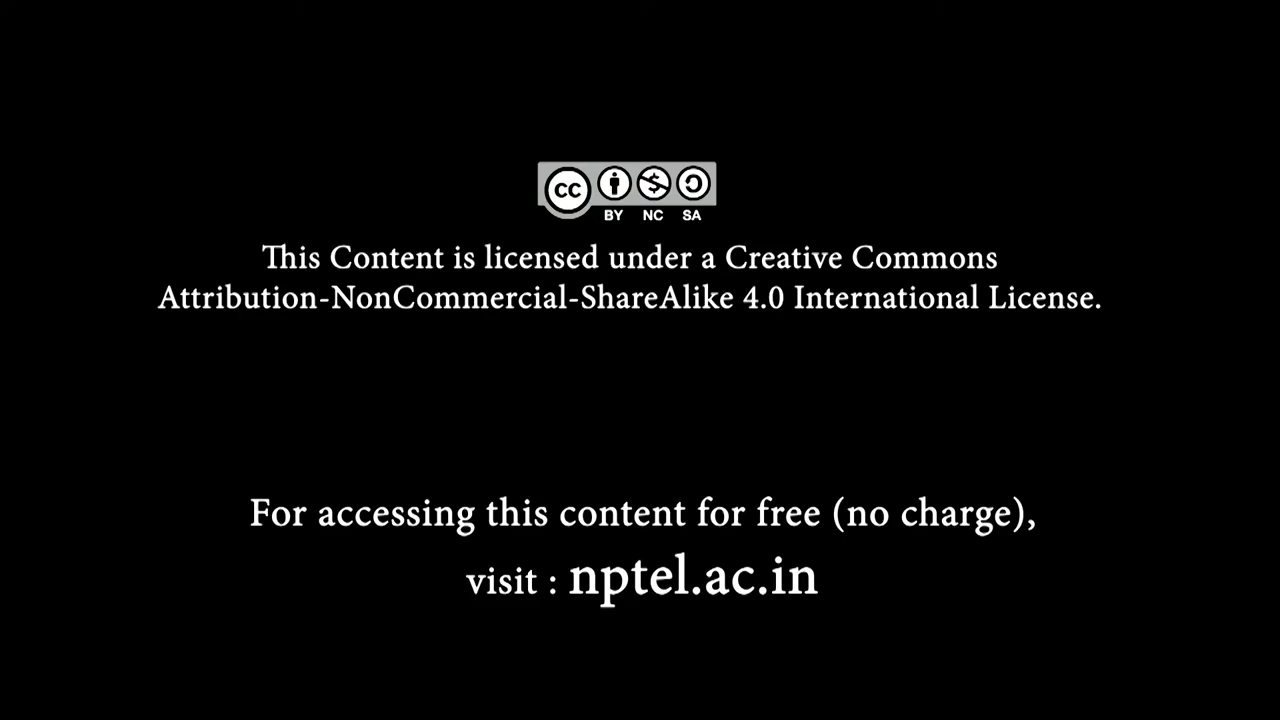 cc
BY NC SA
This Content is licensed under a Creative Commons
Attribution-NonCommercial-ShareAlike 4.0 International License.
For accessing this content for free (no charge),
visit : nptel.ac.in